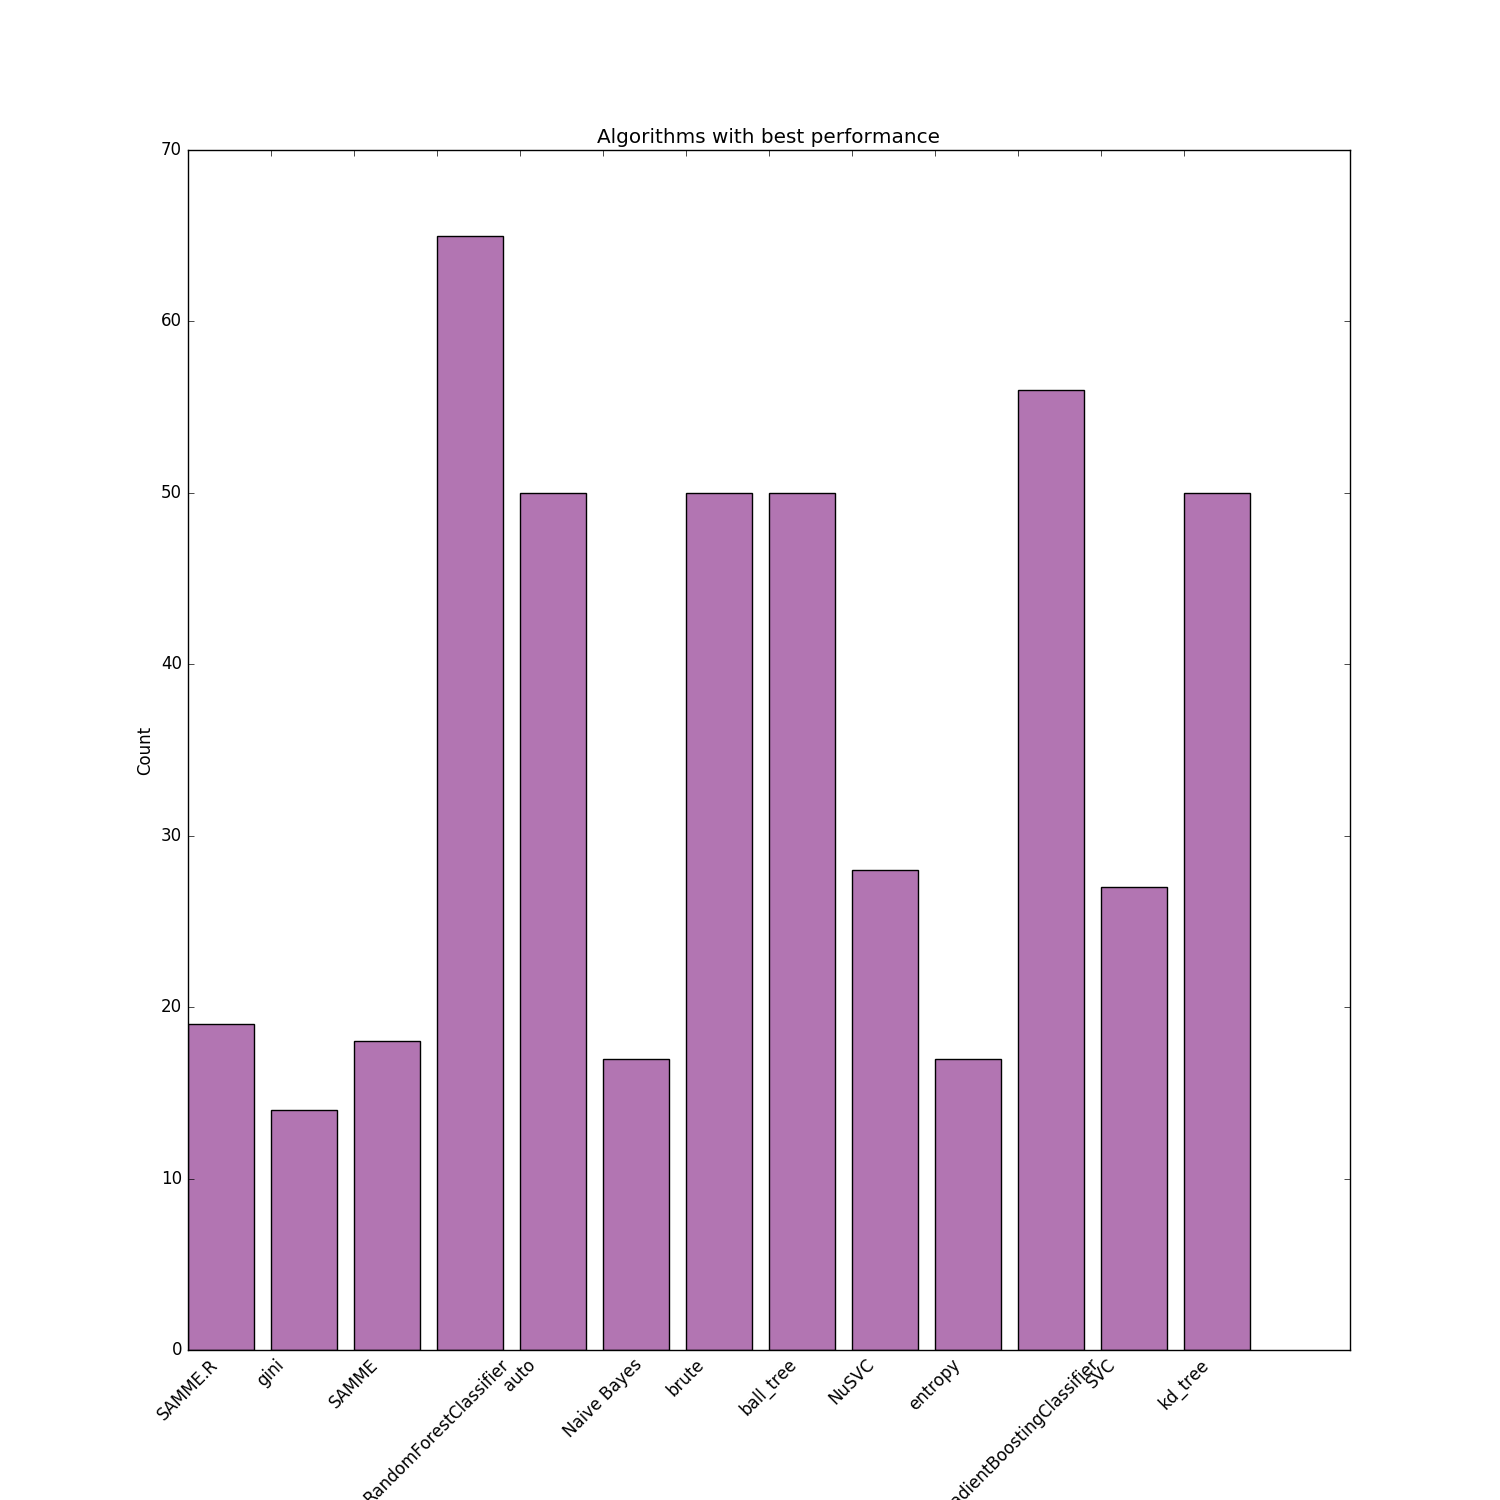 Algorithms with best performance
70
60
50
40
30
20
10
0
Count
SAMME.R
gini
SAMME
RandomForestClassifier
auto
Naive Bayes
brute
ball_tree
NuSVC
entropy
edientBoostingClassifier
SVC
kd_tree